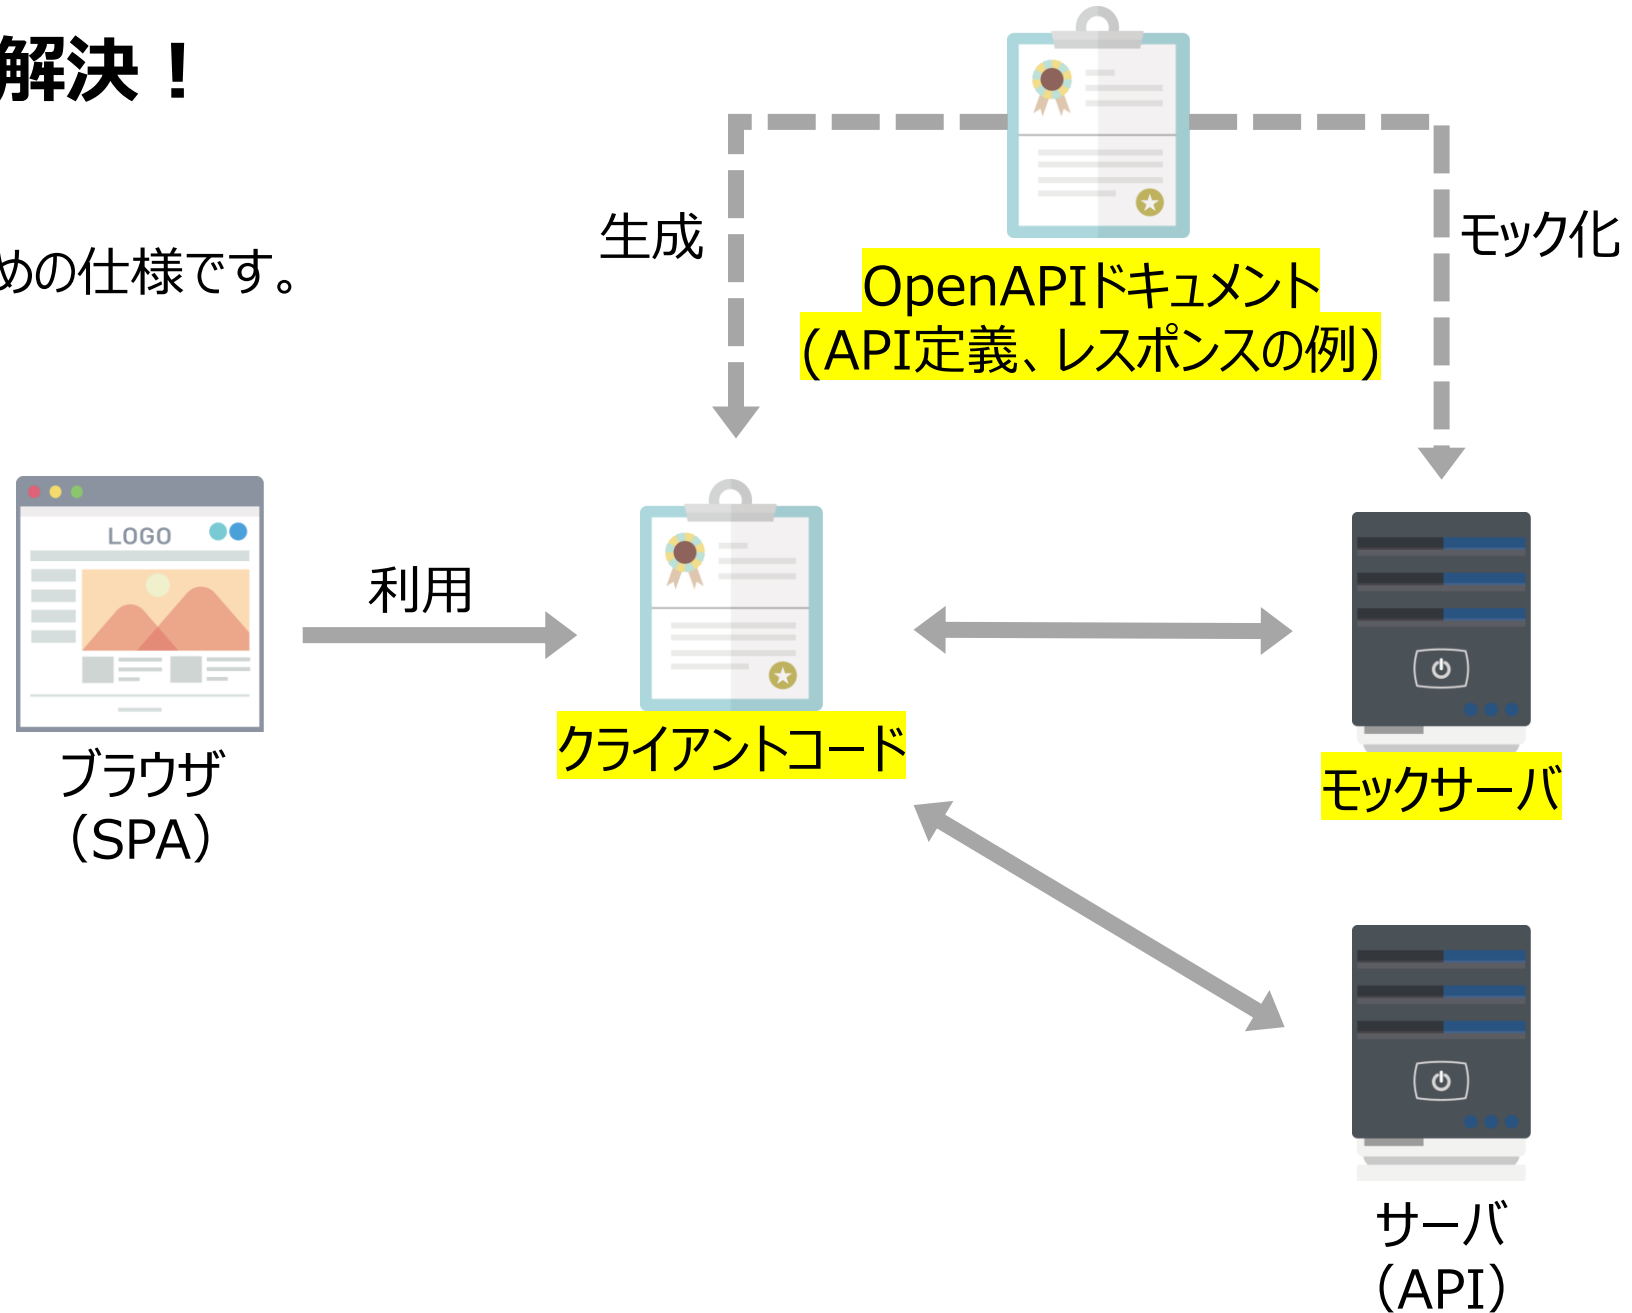 解決！
めの仕様です。
生成
モック化
OpenAPIドキュメント
(API定義、レスポンスの例)
LOGO
利用
クライアントコード
モックサーバ
ブラウザ
（SPA）
サーバ
（API）